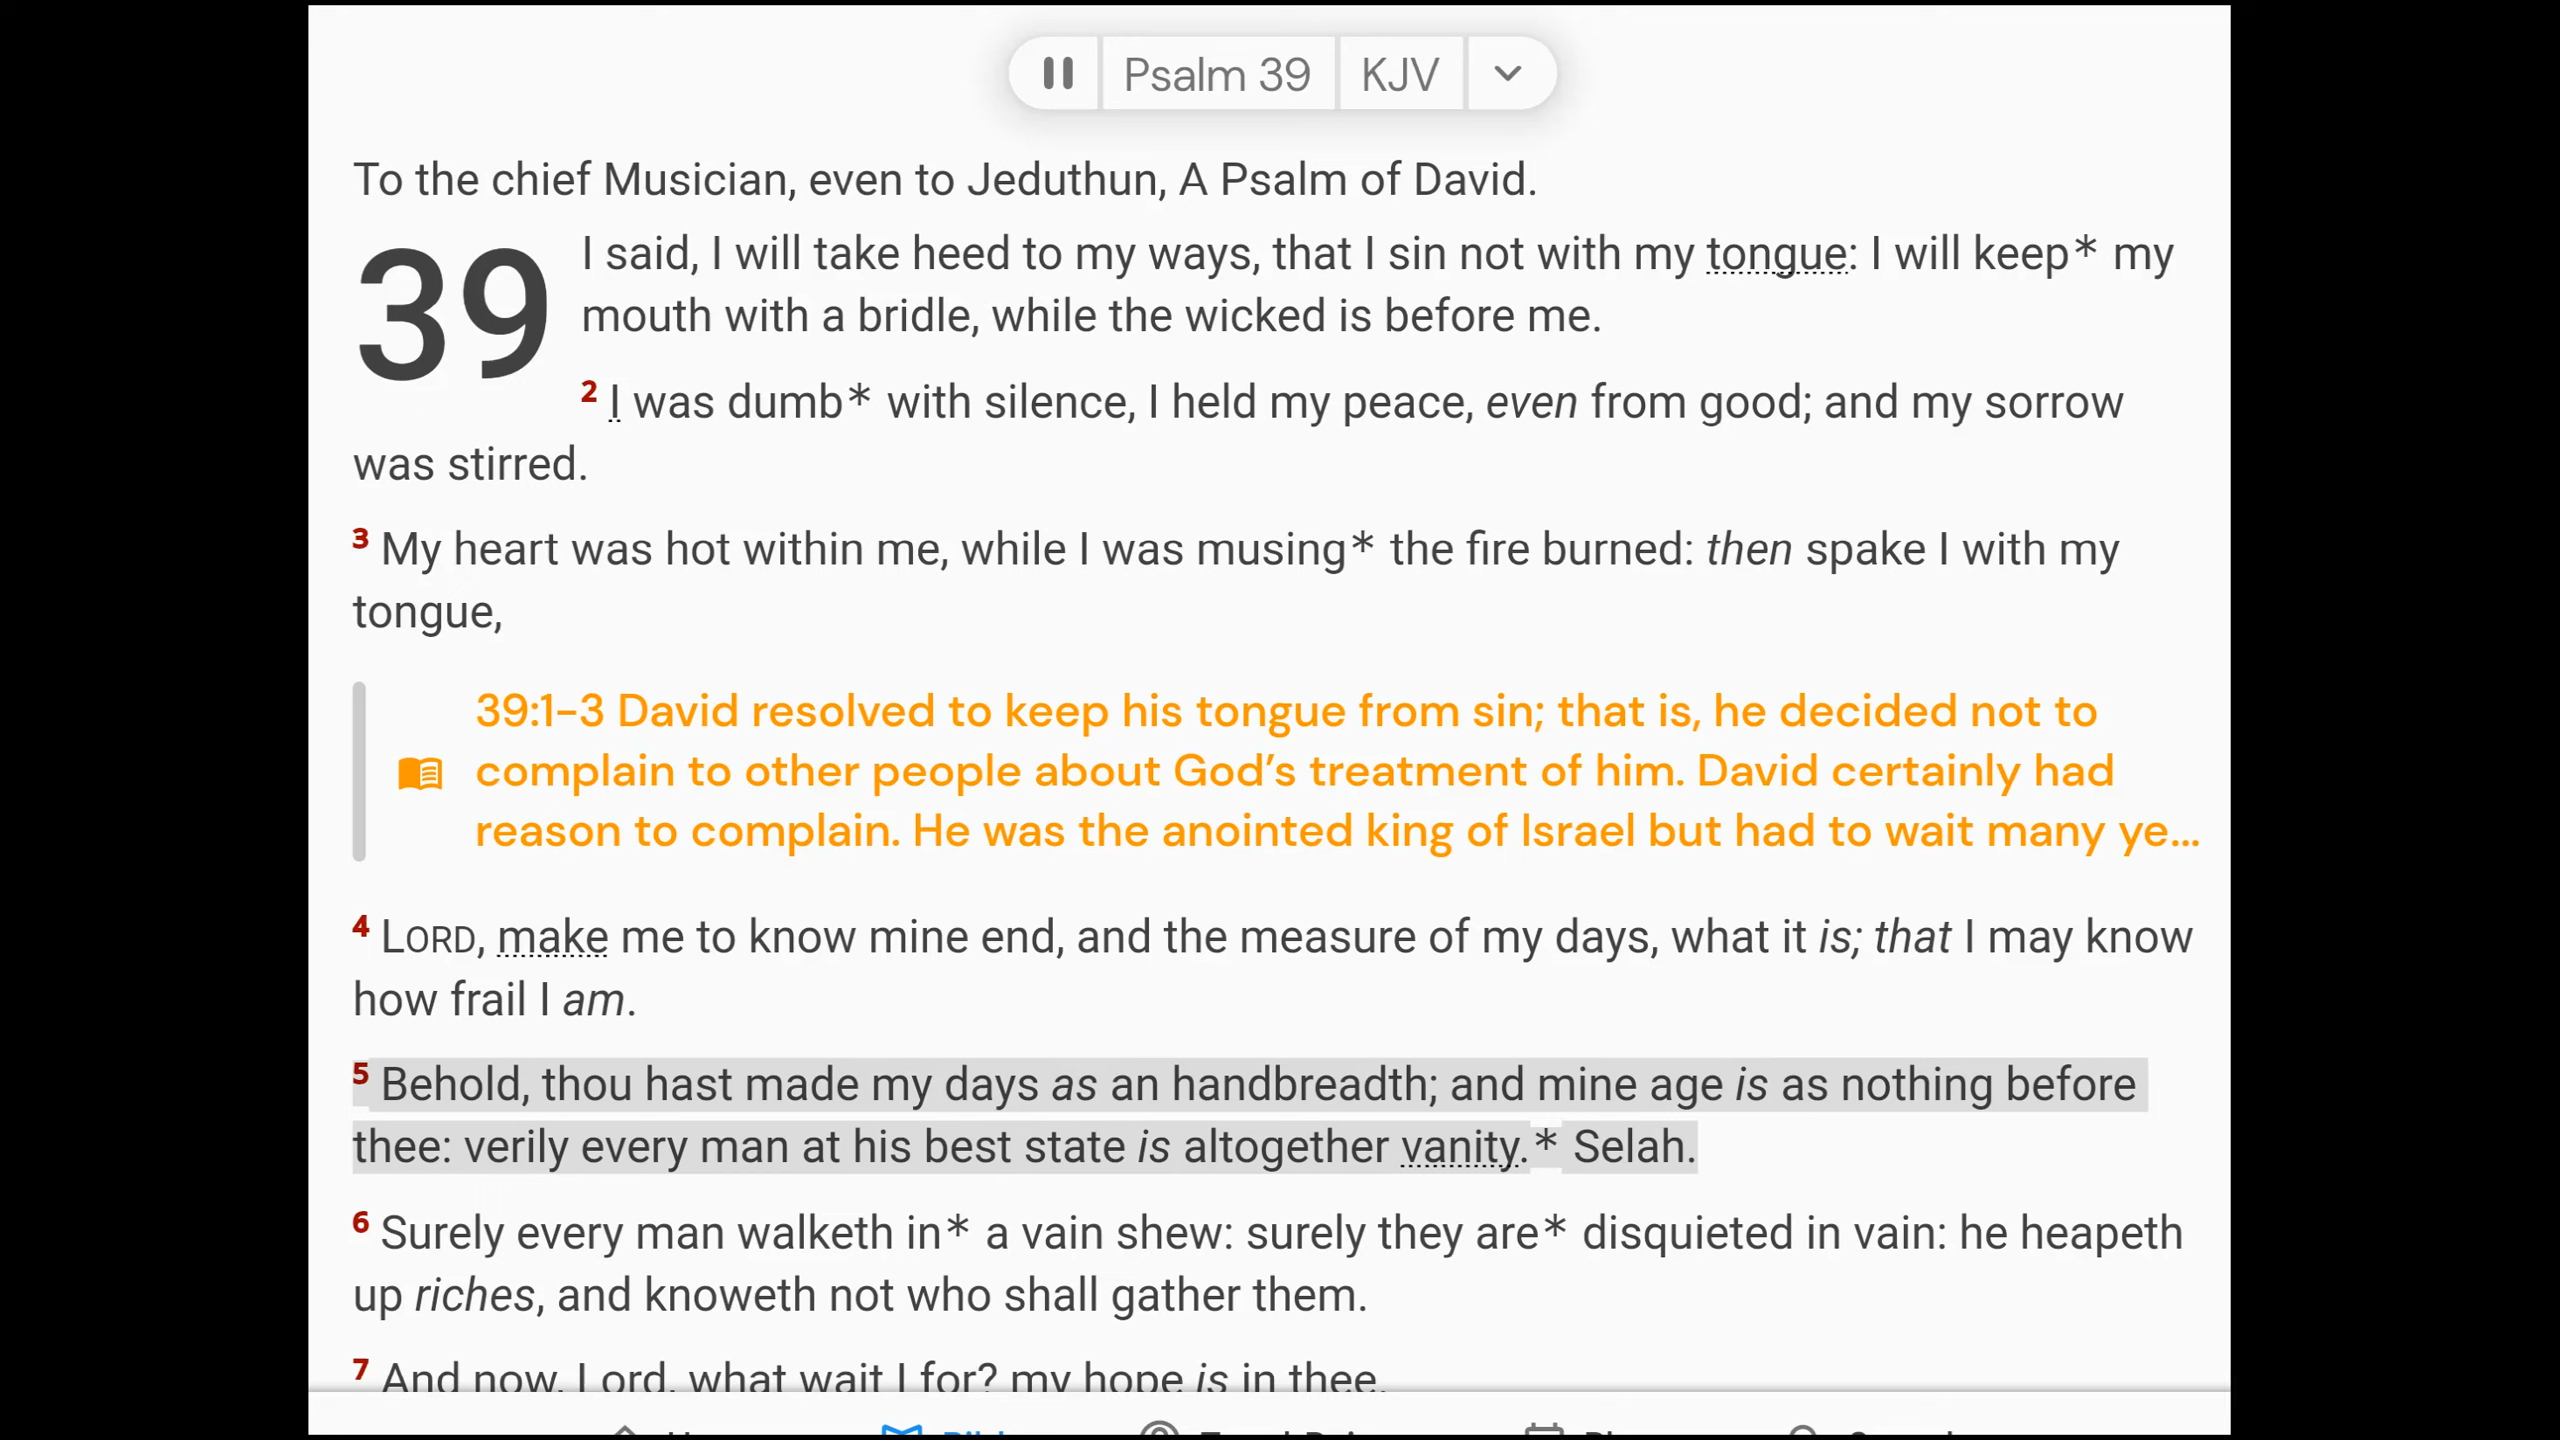 Psalm 39 KJV
To the chief Musician, even to Jeduthun, A Psalm of David.
39 I said, I will take heed to my ways, that I sin not with my tongue: I will keep* my
mouth with a bridle, while the wicked is before me.
2 I was dumb* with silence, I held my peace, even from good; and my sorrow
was stirred.
3 My heart was hot within me, while I was musing* the fire burned: then spake I with my
tongue,
39:1–3 David resolved to keep his tongue from sin; that is, he decided not to
complain to other people about God’s treatment of him. David certainly had
reason to complain. He was the anointed king of Israel but had to wait many ye...
4 LORD, make me to know mine end, and the measure of my days, what it is; that I may know
how frail I am.
5 Behold, thou hast made my days as an handbreadth; and mine age is as nothing before
thee: verily every man at his best state is altogether vanity.* Selah.
6 Surely every man walketh in* a vain shew: surely they are* disquieted in vain: he heapeth
up riches, and knoweth not who shall gather them.
7 And now, Lord, what wait I for? my hope is in thee.